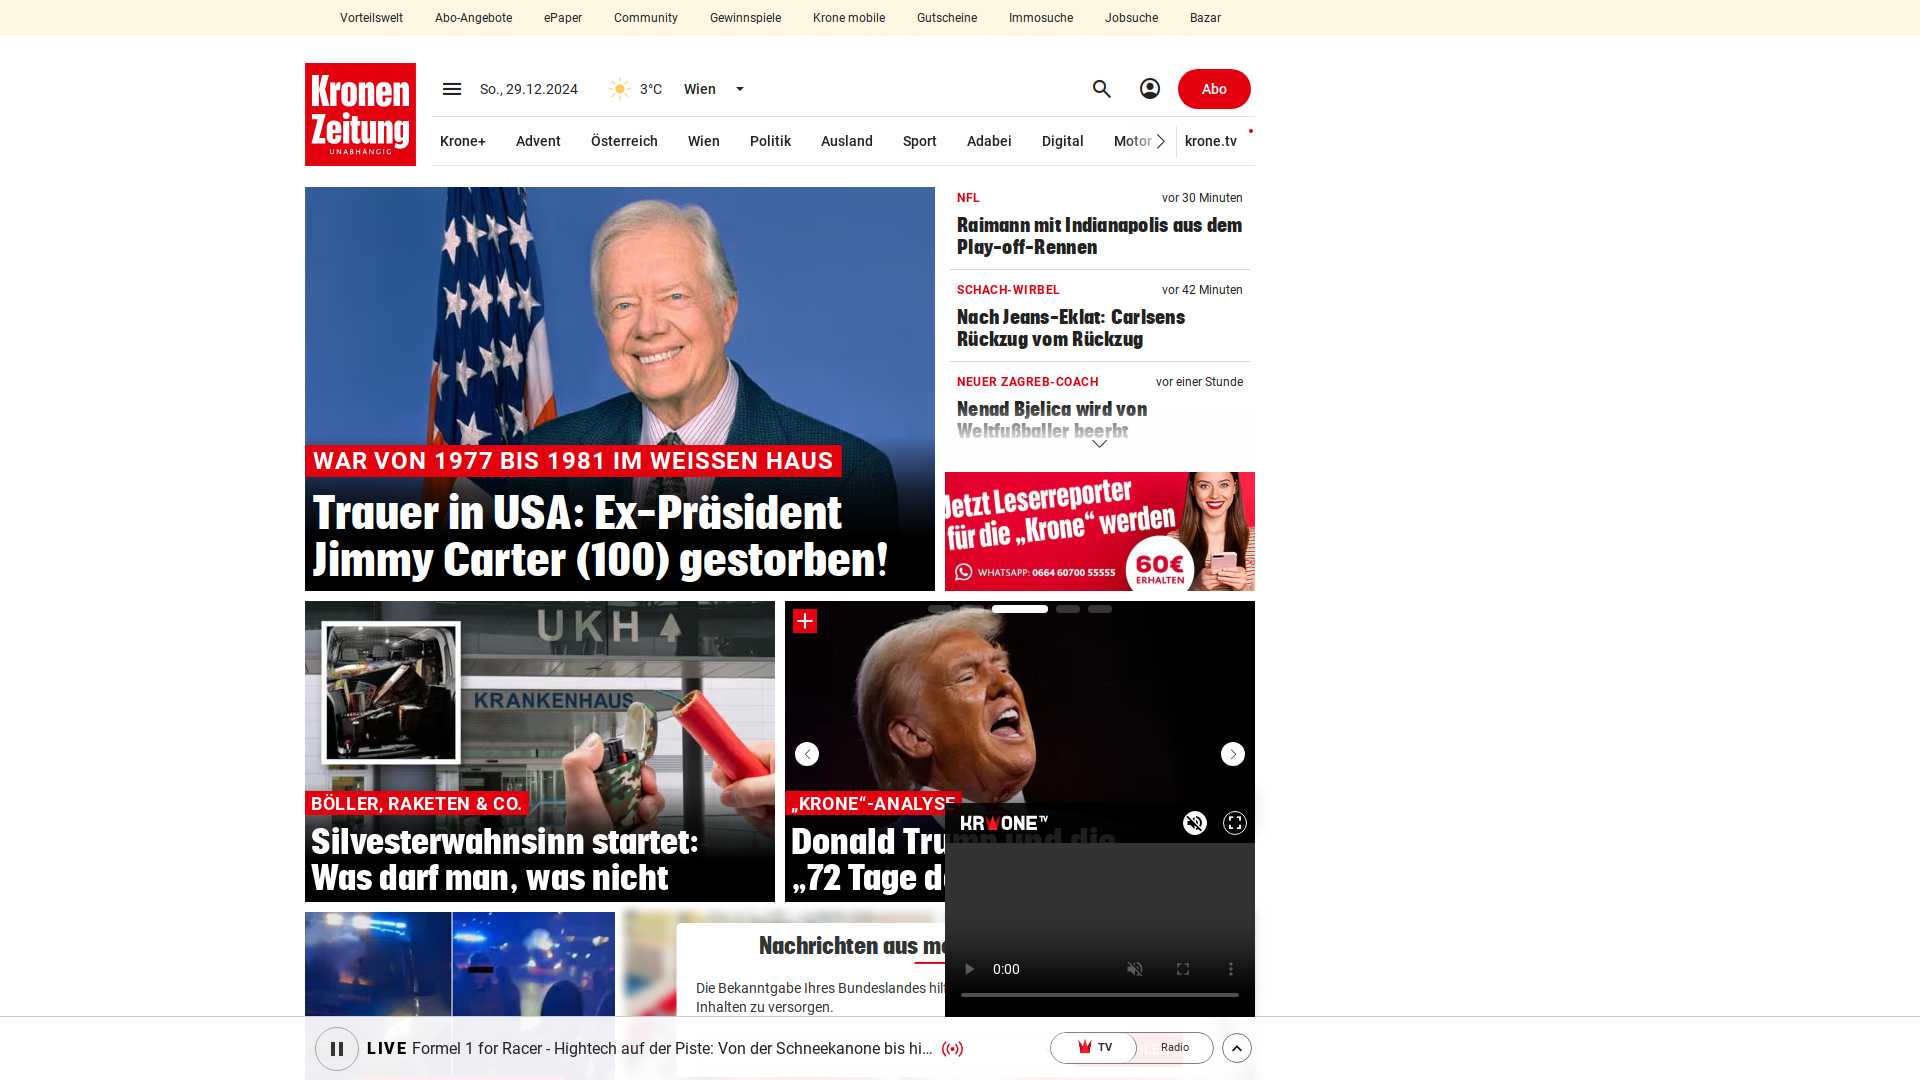 Vorteilswelt Abo-Angebote ePaper Community Gewinnspiele Krone mobile Gutscheine Immosuche Jobsuche Bazar
Kronen
Zeitung
UNABHÄNGIG
So., 29.12.2024 3°C Wien
Abo
Krone+ Advent Österreich Wien Politik Ausland Sport Adabei Digital Motor krone.tv
WAR VON 1977 BIS 1981 IM WEISSEN HAUS
Trauer in USA: Ex-Präsident
Jimmy Carter (100) gestorben!
NFL vor 30 Minuten
Raimann mit Indianapolis aus dem
Play-off-Rennen
SCHACH-WIRBEL vor 42 Minuten
Nach Jeans-Eklat: Carlsens
Rückzug vom Rückzug
NEUER ZAGREB-COACH vor einer Stunde
Nenad Bjelica wird von
Weltfußballer beerbt
Jetzt Leserreporter
für die „Krone“ werden
WHATSAPP: 0664 60700 55555
60€
ERHALTEN
UKH
KRANKENHAUS
BÖLLER, RAKETEN & CO.
Silvesterwahnsinn startet:
Was darf man, was nicht
„KRONE“-ANALYSE
Donald Trump und die
„72 Tage
KRONE TV
0:00
Nachrichten aus
Die Bekanntgabe Ihres Bundeslandes
Inhalten zu versorgen.
LIVE Formel 1 for Racer - Hightech auf der Piste: Von der Schneekanone bis hi...
TV Radio